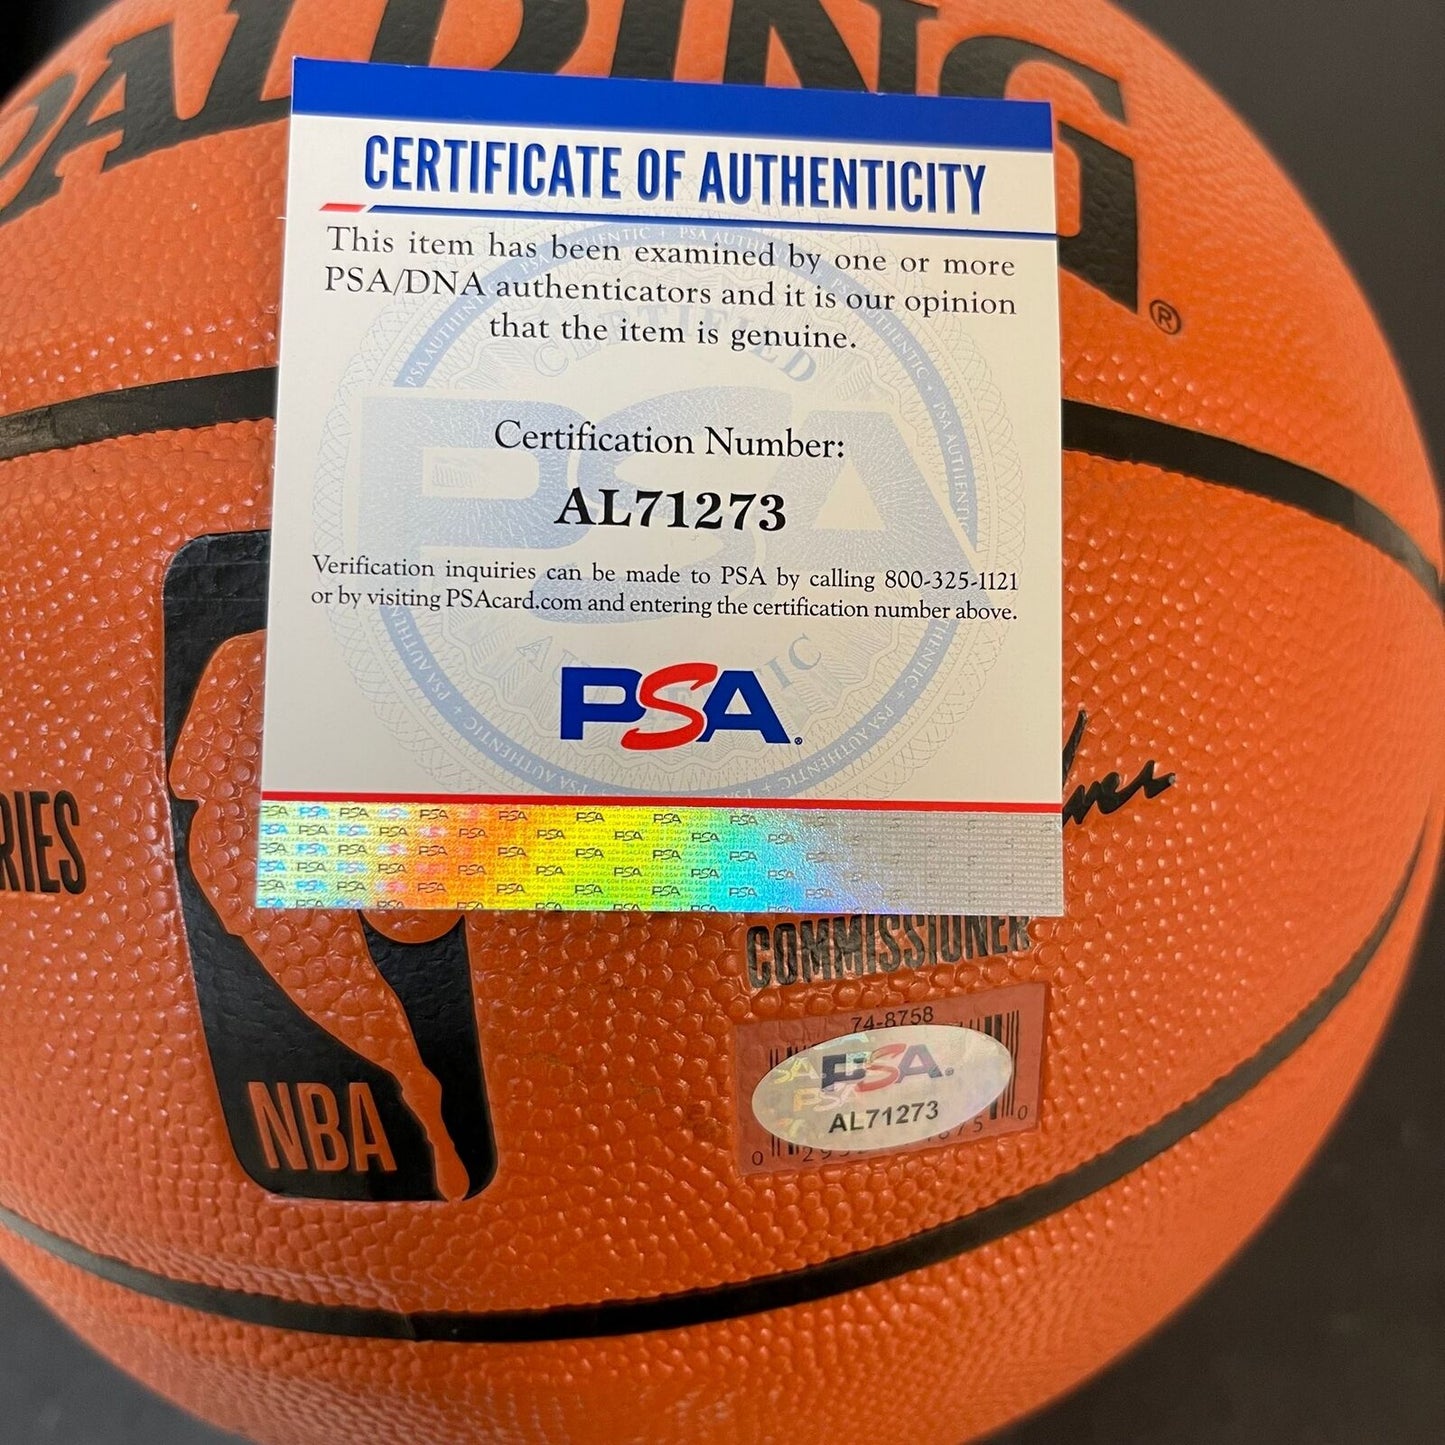 SPALDING®
CERTIFICATE OF AUTHENTICITY
This item has been examined by one or more
PSA/DNA authenticators and it is our opinion
that the item is genuine.
Certification Number:
AL71273
Verification inquiries can be made to PSA by calling 800-325-1121
or by visiting PSAcard.com and entering the certification number above.
CERTIFIED
AUTHENTIC
PSA®
RIES
COMMISSIONER
74-8758
PSA®
AL71273
NBA